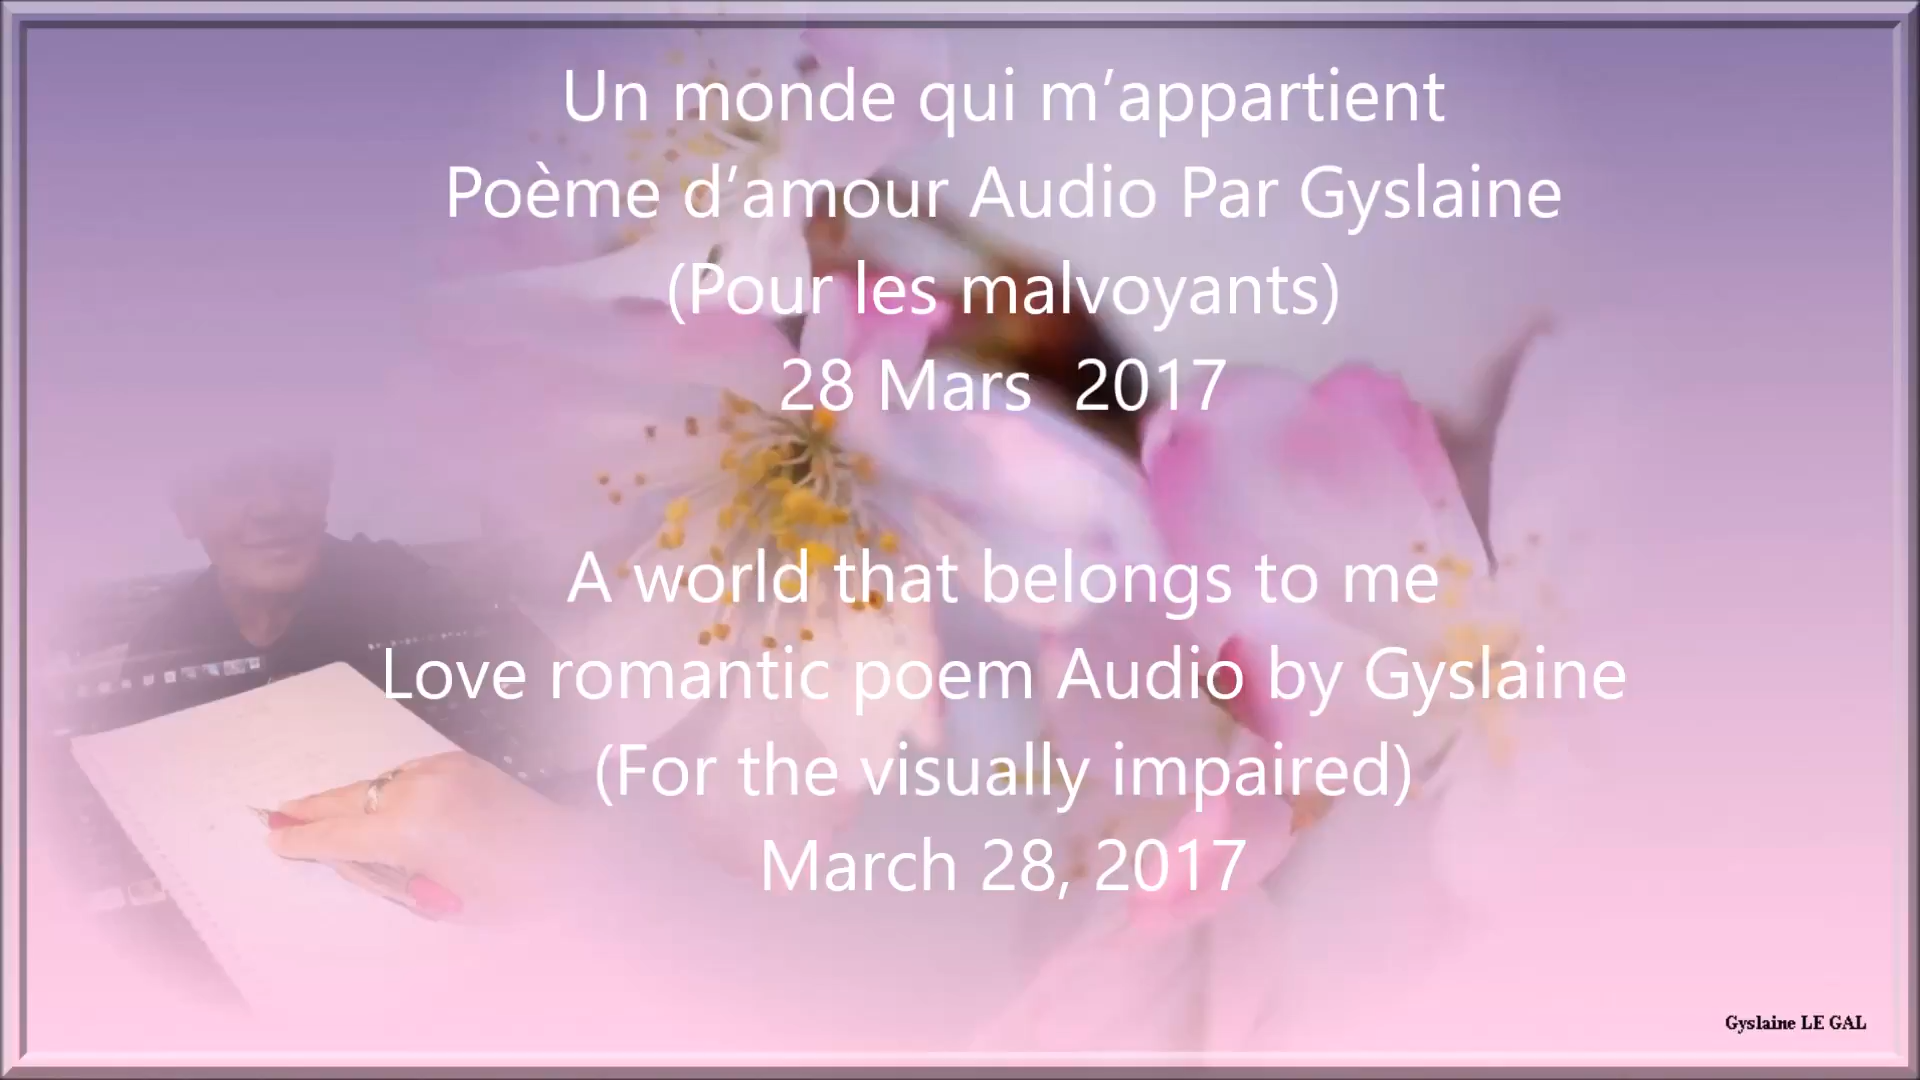 Un monde qui m’appartient
Poème d’amour Audio Par Gyslaine
(Pour les malvoyants)
28 Mars  2017
A world that belongs to me
Love romantic poem Audio by Gyslaine
(For the visually impaired)
March 28, 2017
Gyslaine LE GAL